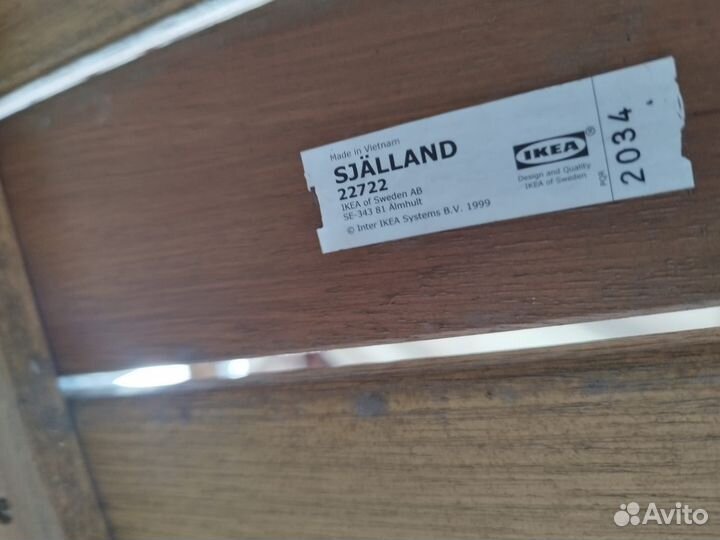 Made in Vietnam
SJÄLLAND
22722
IKEA of Sweden AB
SE-343 81 Älmhult
© Inter IKEA Systems B.V. 1999
IKEA®
Design and Quality
IKEA of Sweden
2034
Avito